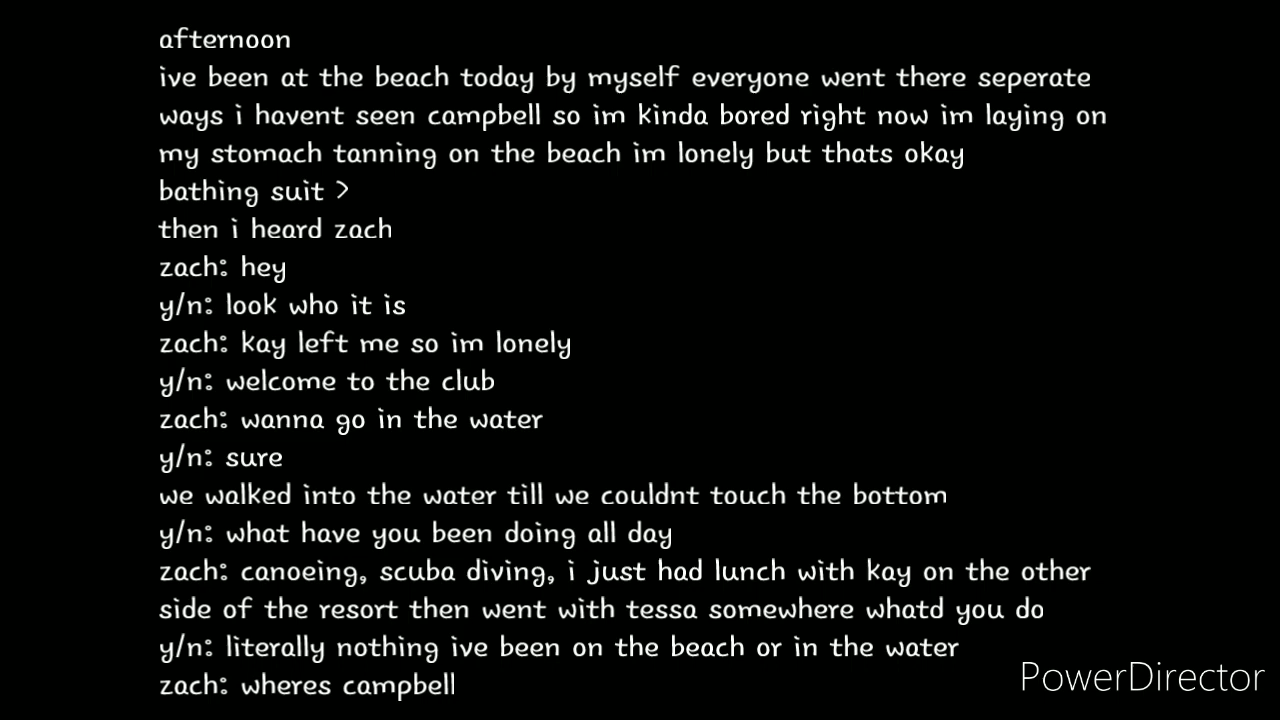 afternoon
ive been at the beach today by myself everyone went there seperate
ways i havent seen campbell so im kinda bored right now im laying on
my stomach tanning on the beach im lonely but thats okay
bathing suit >
then i heard zach
zach: hey
y/n: look who it is
zach: kay left me so im lonely
y/n: welcome to the club
zach: wanna go in the water
y/n: sure
we walked into the water till we couldnt touch the bottom
y/n: what have you been doing all day
zach: canoeing, scuba diving, i just had lunch with kay on the other
side of the resort then went with tessa somewhere whatd you do
y/n: literally nothing ive been on the beach or in the water
zach: wheres campbell
PowerDirector